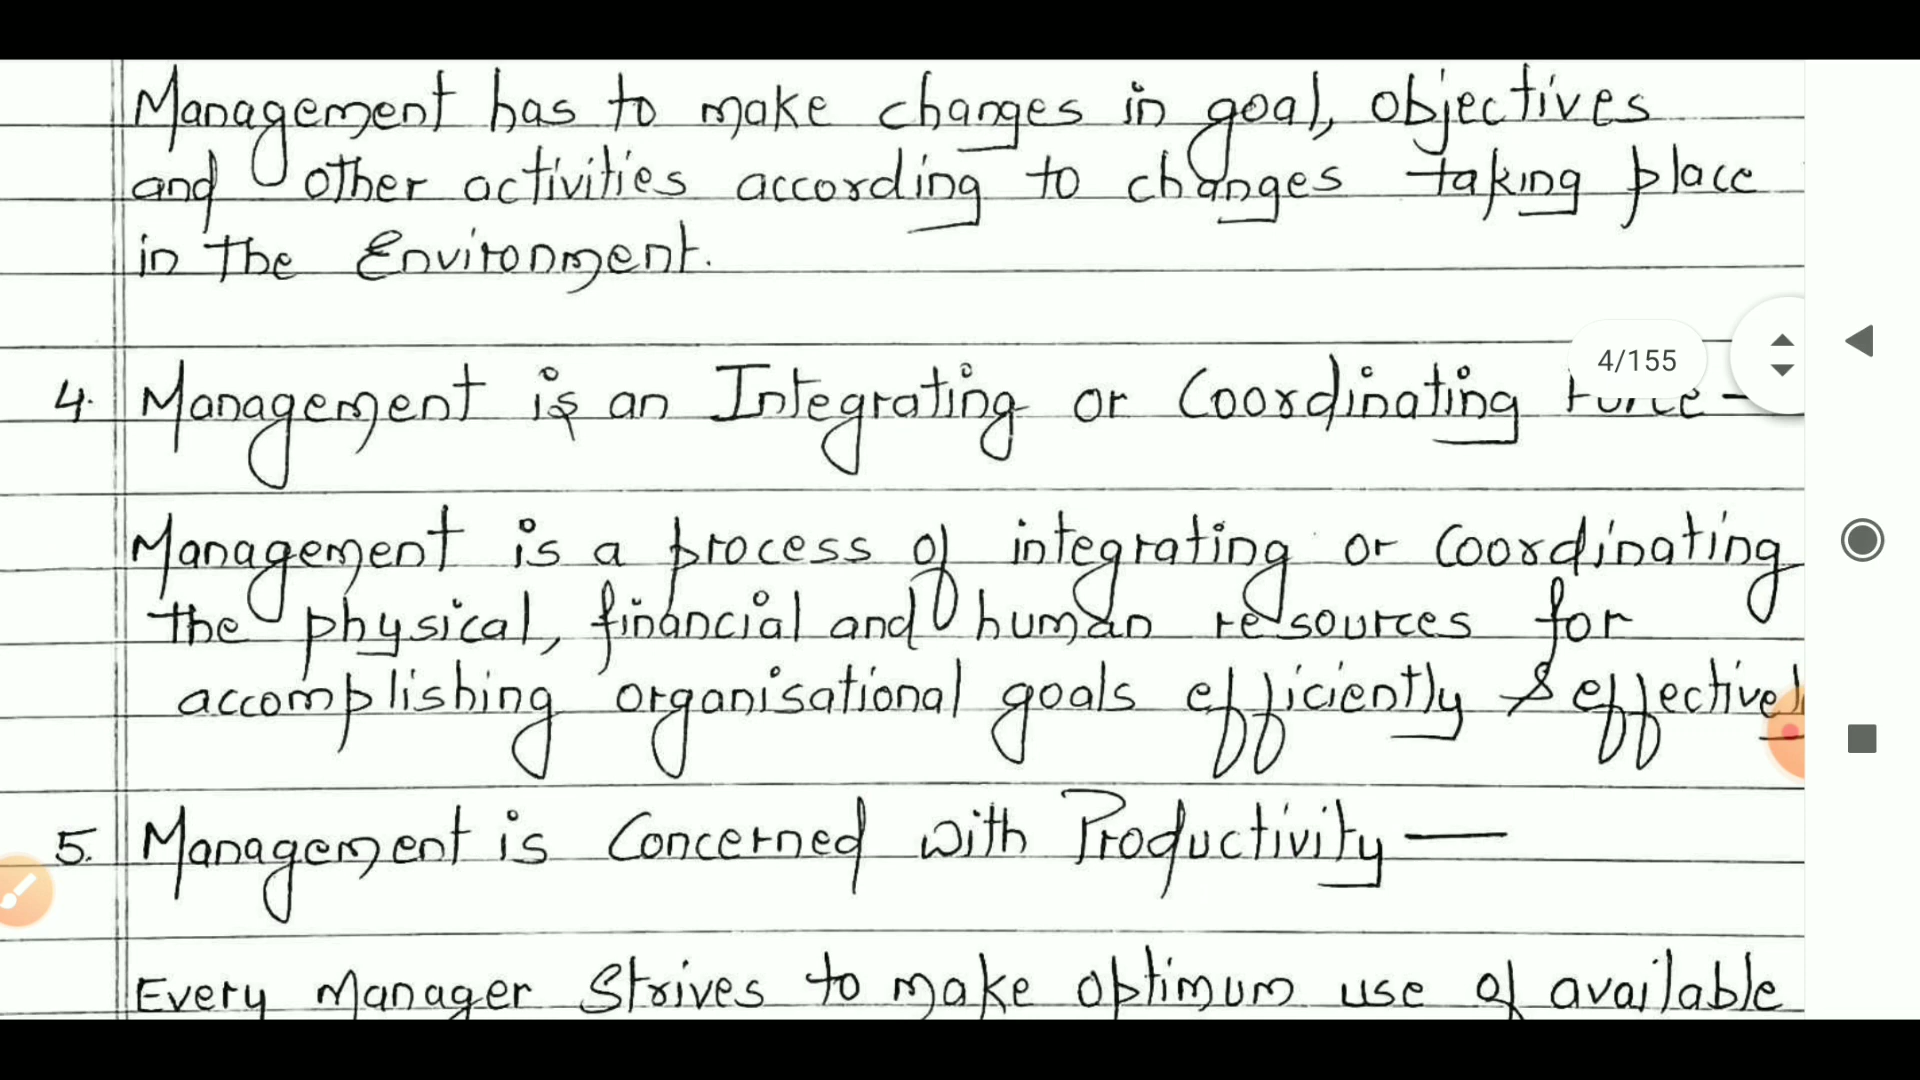 Management has to make changes in goal, objectives
and other activities according to changes taking place
in the Environment.
4/155
4. Management is an Integrating or Coordinating Force -
Management is a process of integrating or Coordinating
the physical, financial and human resources for
accomplishing organisational goals efficiently & effectivel
5. Management is Concerned with Productivity —
Every Manager Strives to make optimum use of available